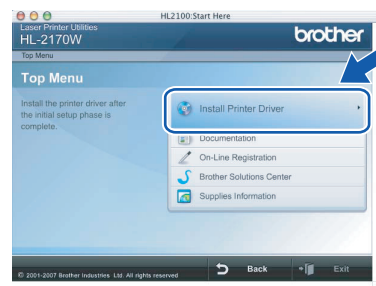 HL2100:Start Here
Laser Printer Utilities
HL-2170W
brother
Top Menu
Top Menu
Install the printer driver after
the initial setup phase is
complete.
Install Printer Driver
Documentation
On-Line Registration
Brother Solutions Center
Supplies Information
© 2001-2007 Brother Industries Ltd. All rights reserved
Back
Exit